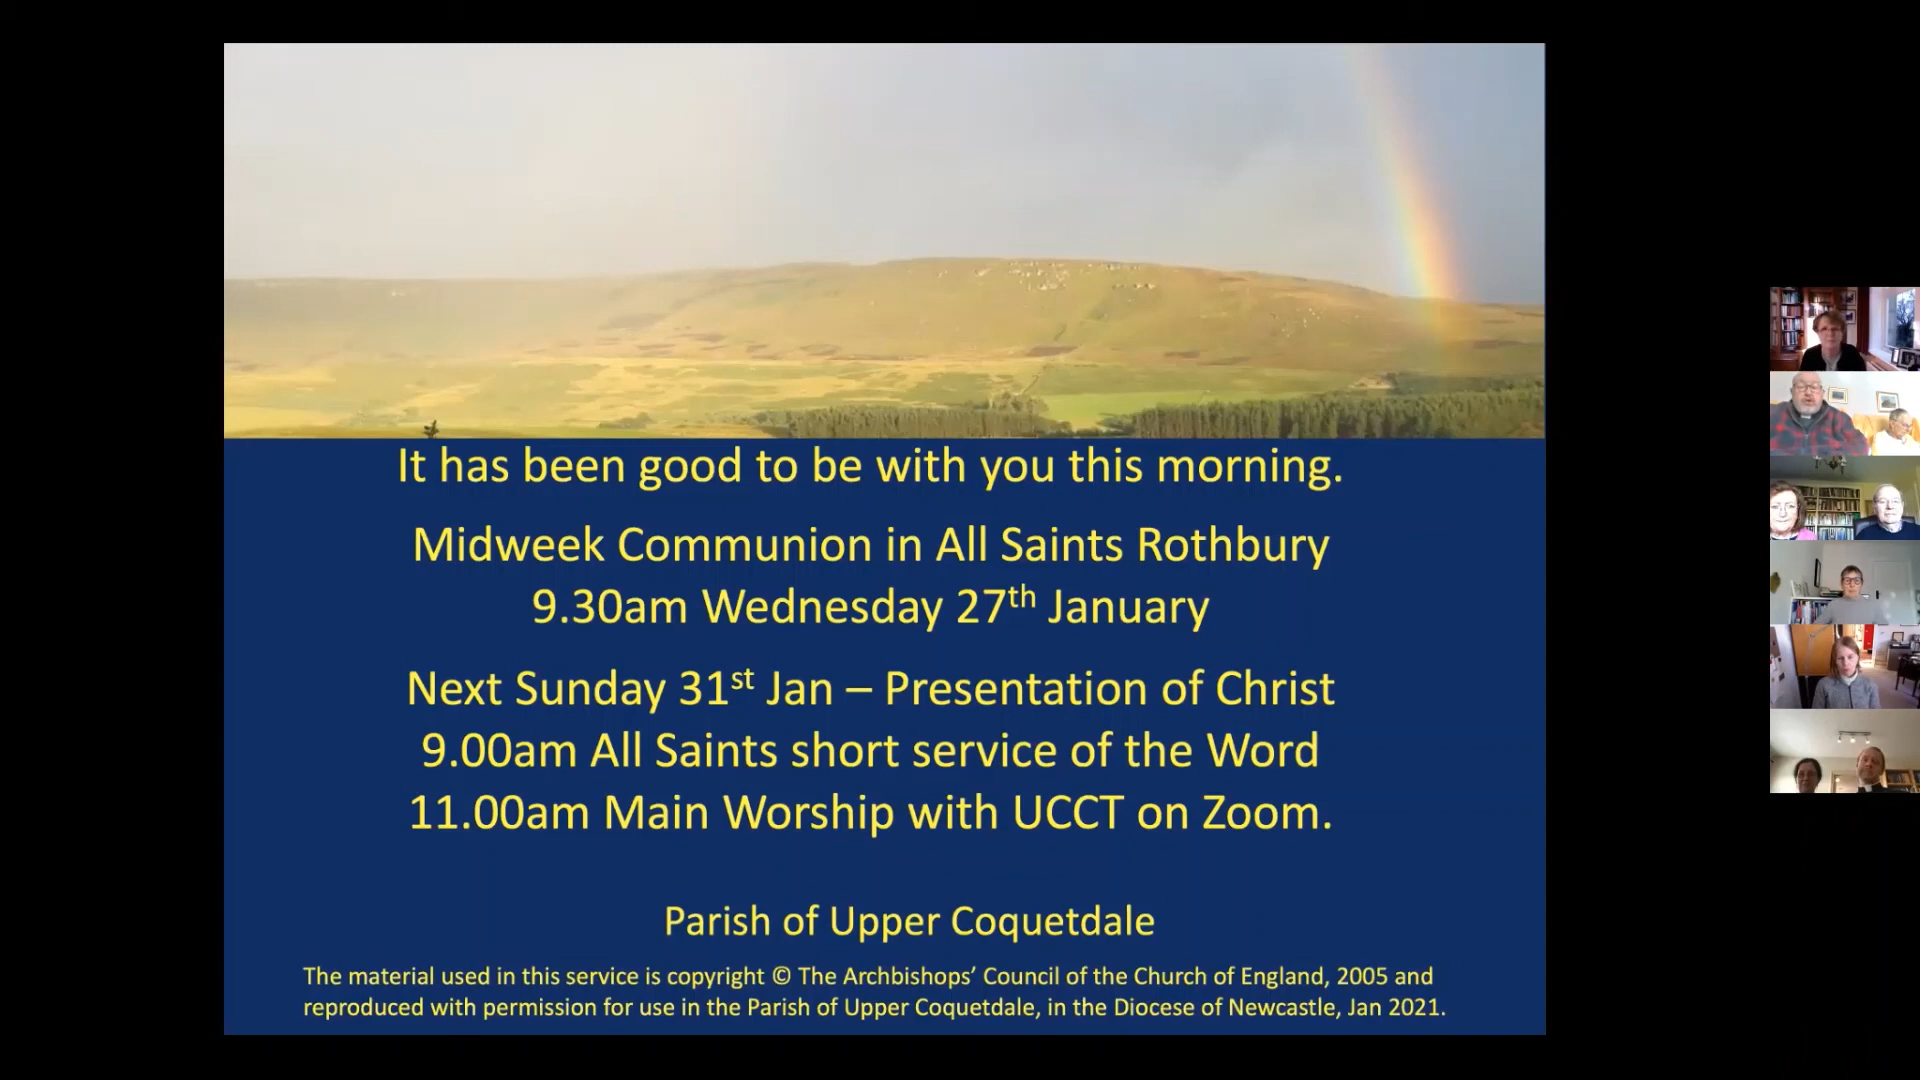 It has been good to be with you this morning.
Midweek Communion in All Saints Rothbury
9.30am Wednesday 27th January
Next Sunday 31st Jan – Presentation of Christ
9.00am All Saints short service of the Word
11.00am Main Worship with UCCT on Zoom.
Parish of Upper Coquetdale
The material used in this service is copyright © The Archbishops’ Council of the Church of England, 2005 and
reproduced with permission for use in the Parish of Upper Coquetdale, in the Diocese of Newcastle, Jan 2021.